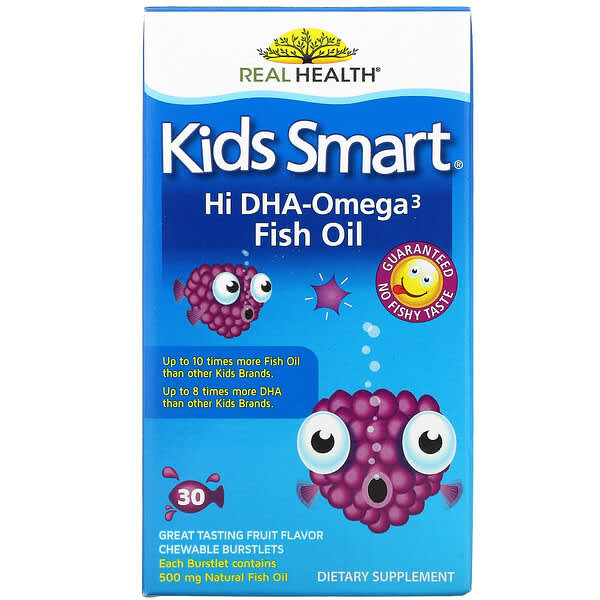 REAL HEALTH®
Kids Smart®
Hi DHA-Omega³
Fish Oil
GUARANTEED
NO FISHY TASTE
Up to 10 times more Fish Oil
than other Kids Brands.
Up to 8 times more DHA
than other Kids Brands.
30
GREAT TASTING FRUIT FLAVOR
CHEWABLE BURSTLETS
Each Burstlet contains
500 mg Natural Fish Oil
DIETARY SUPPLEMENT